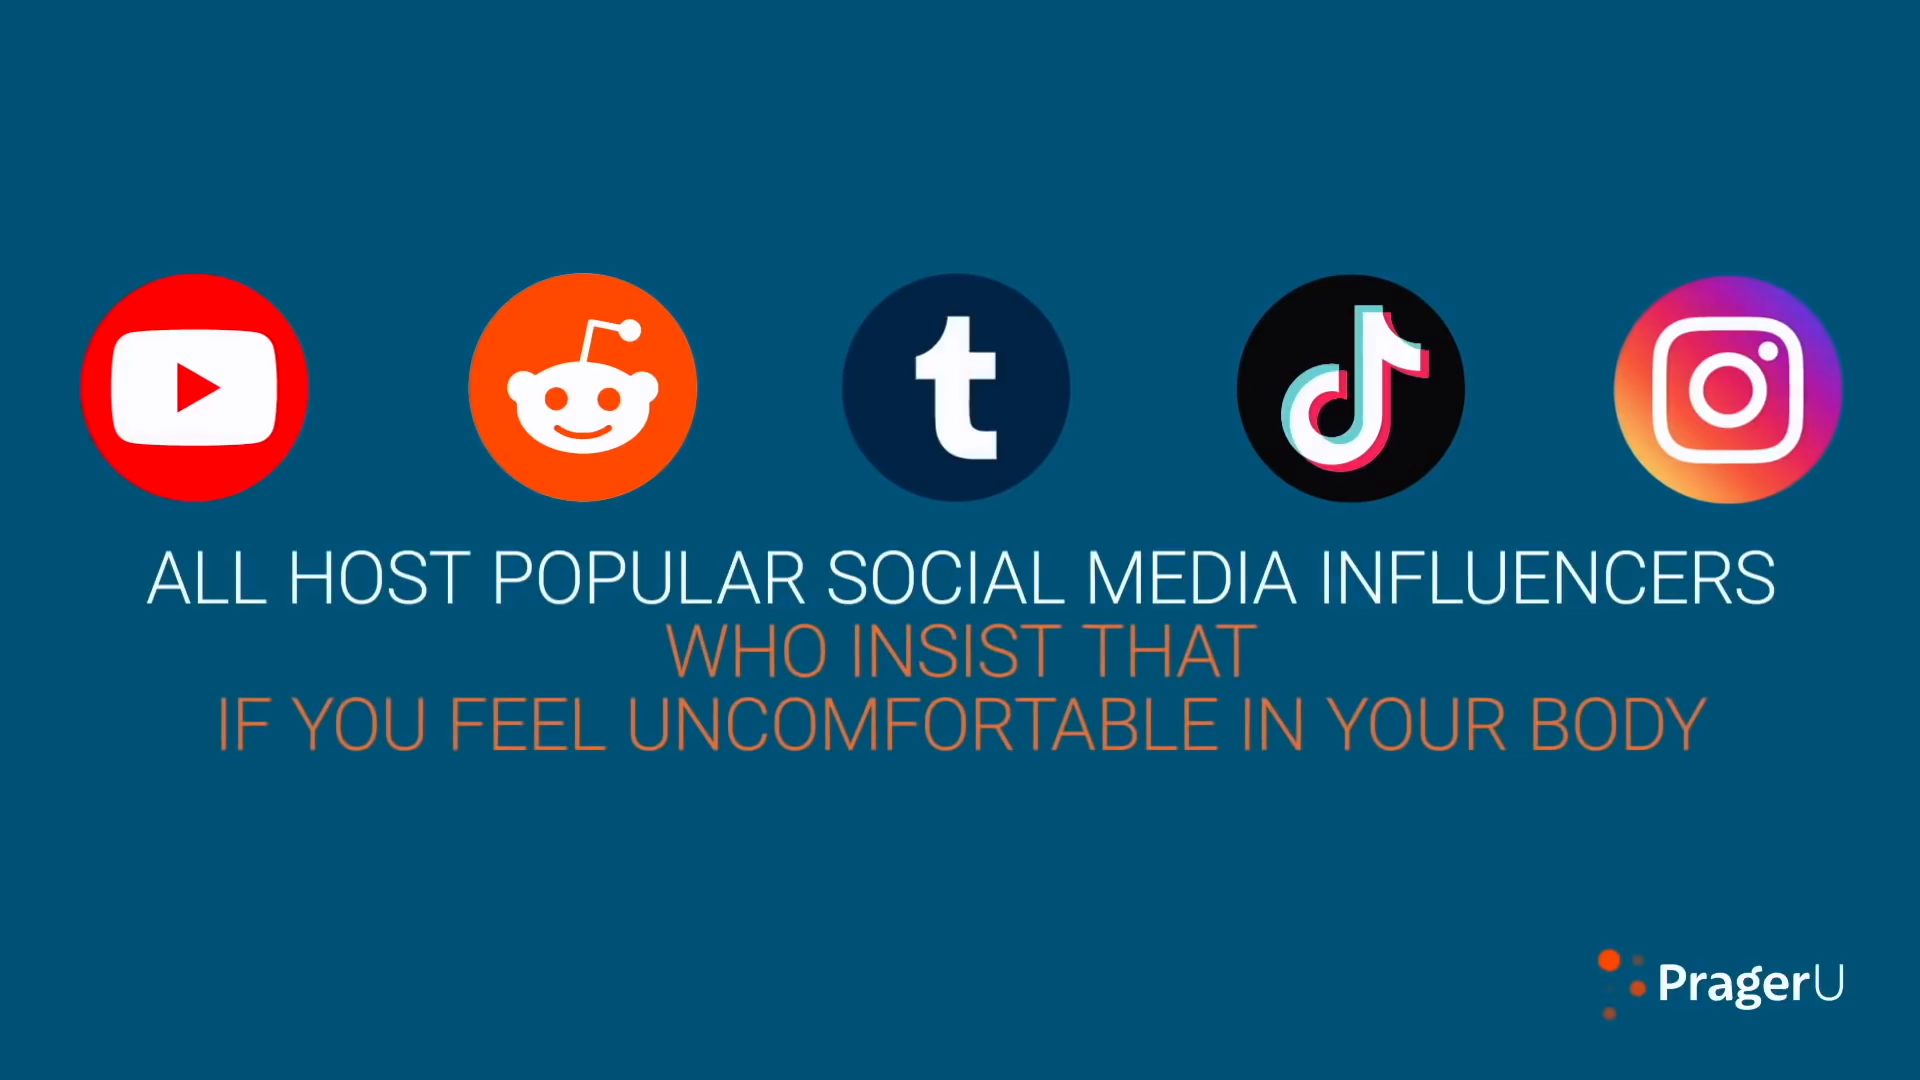 ALL HOST POPULAR SOCIAL MEDIA INFLUENCERS
WHO INSIST THAT
IF YOU FEEL UNCOMFORTABLE IN YOUR BODY
PragerU